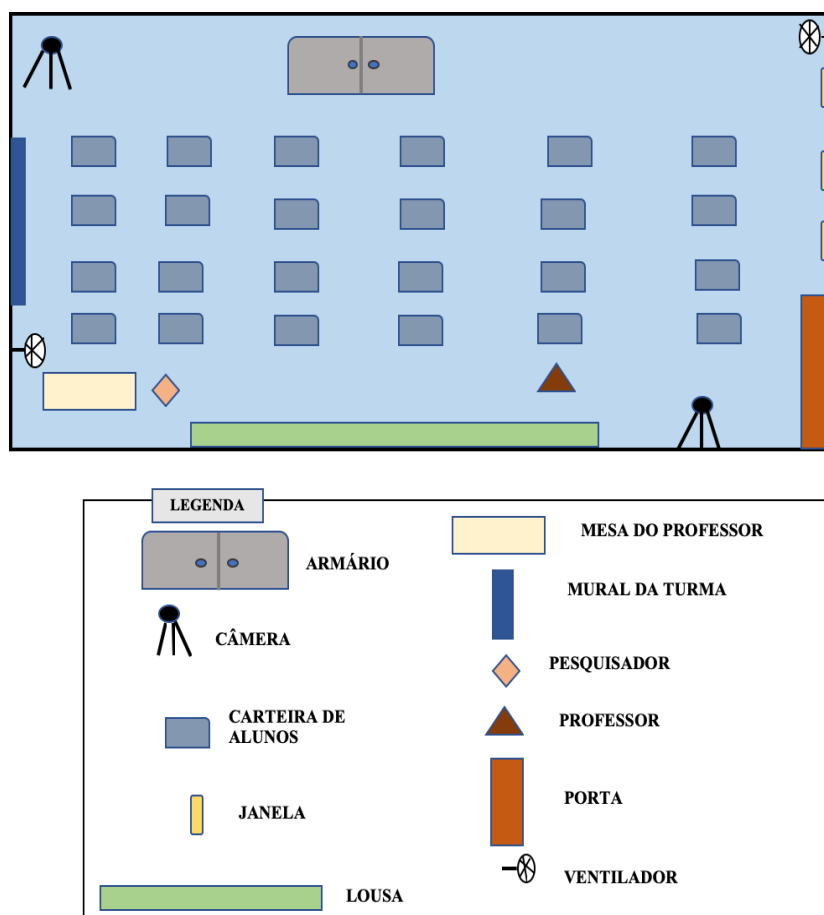 LEGENDA
ARMÁRIO
CÂMERA
CARTEIRA DE
ALUNOS
JANELA
LOUSA
MESA DO PROFESSOR
MURAL DA TURMA
PESQUISADOR
PROFESSOR
PORTA
VENTILADOR